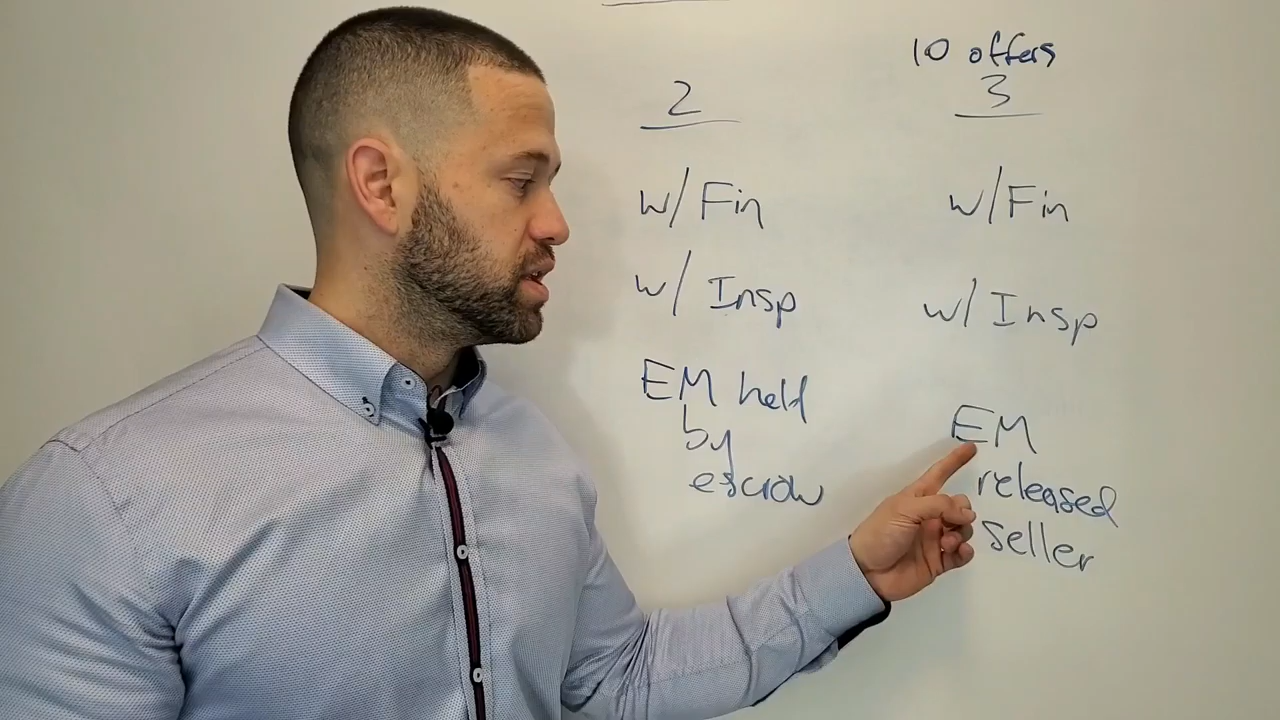 2
w/ Fin
w/ Insp
EM held
by
escrow
10 offers
3
w/ Fin
w/ Insp
EM
released
seller